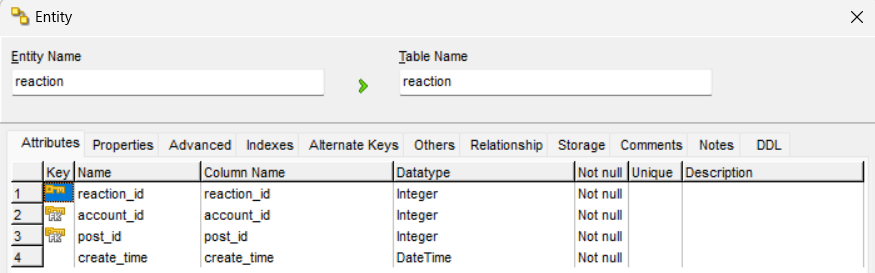 Entity
Entity Name Table Name
reaction reaction
Attributes Properties Advanced Indexes Alternate Keys Others Relationship Storage Comments Notes DDL
Key Name Column Name Datatype Not null Unique Description
1 reaction_id reaction_id Integer Not null
2 FK account_id account_id Integer Not null
3 FK post_id post_id Integer Not null
4 create_time create_time DateTime Not null